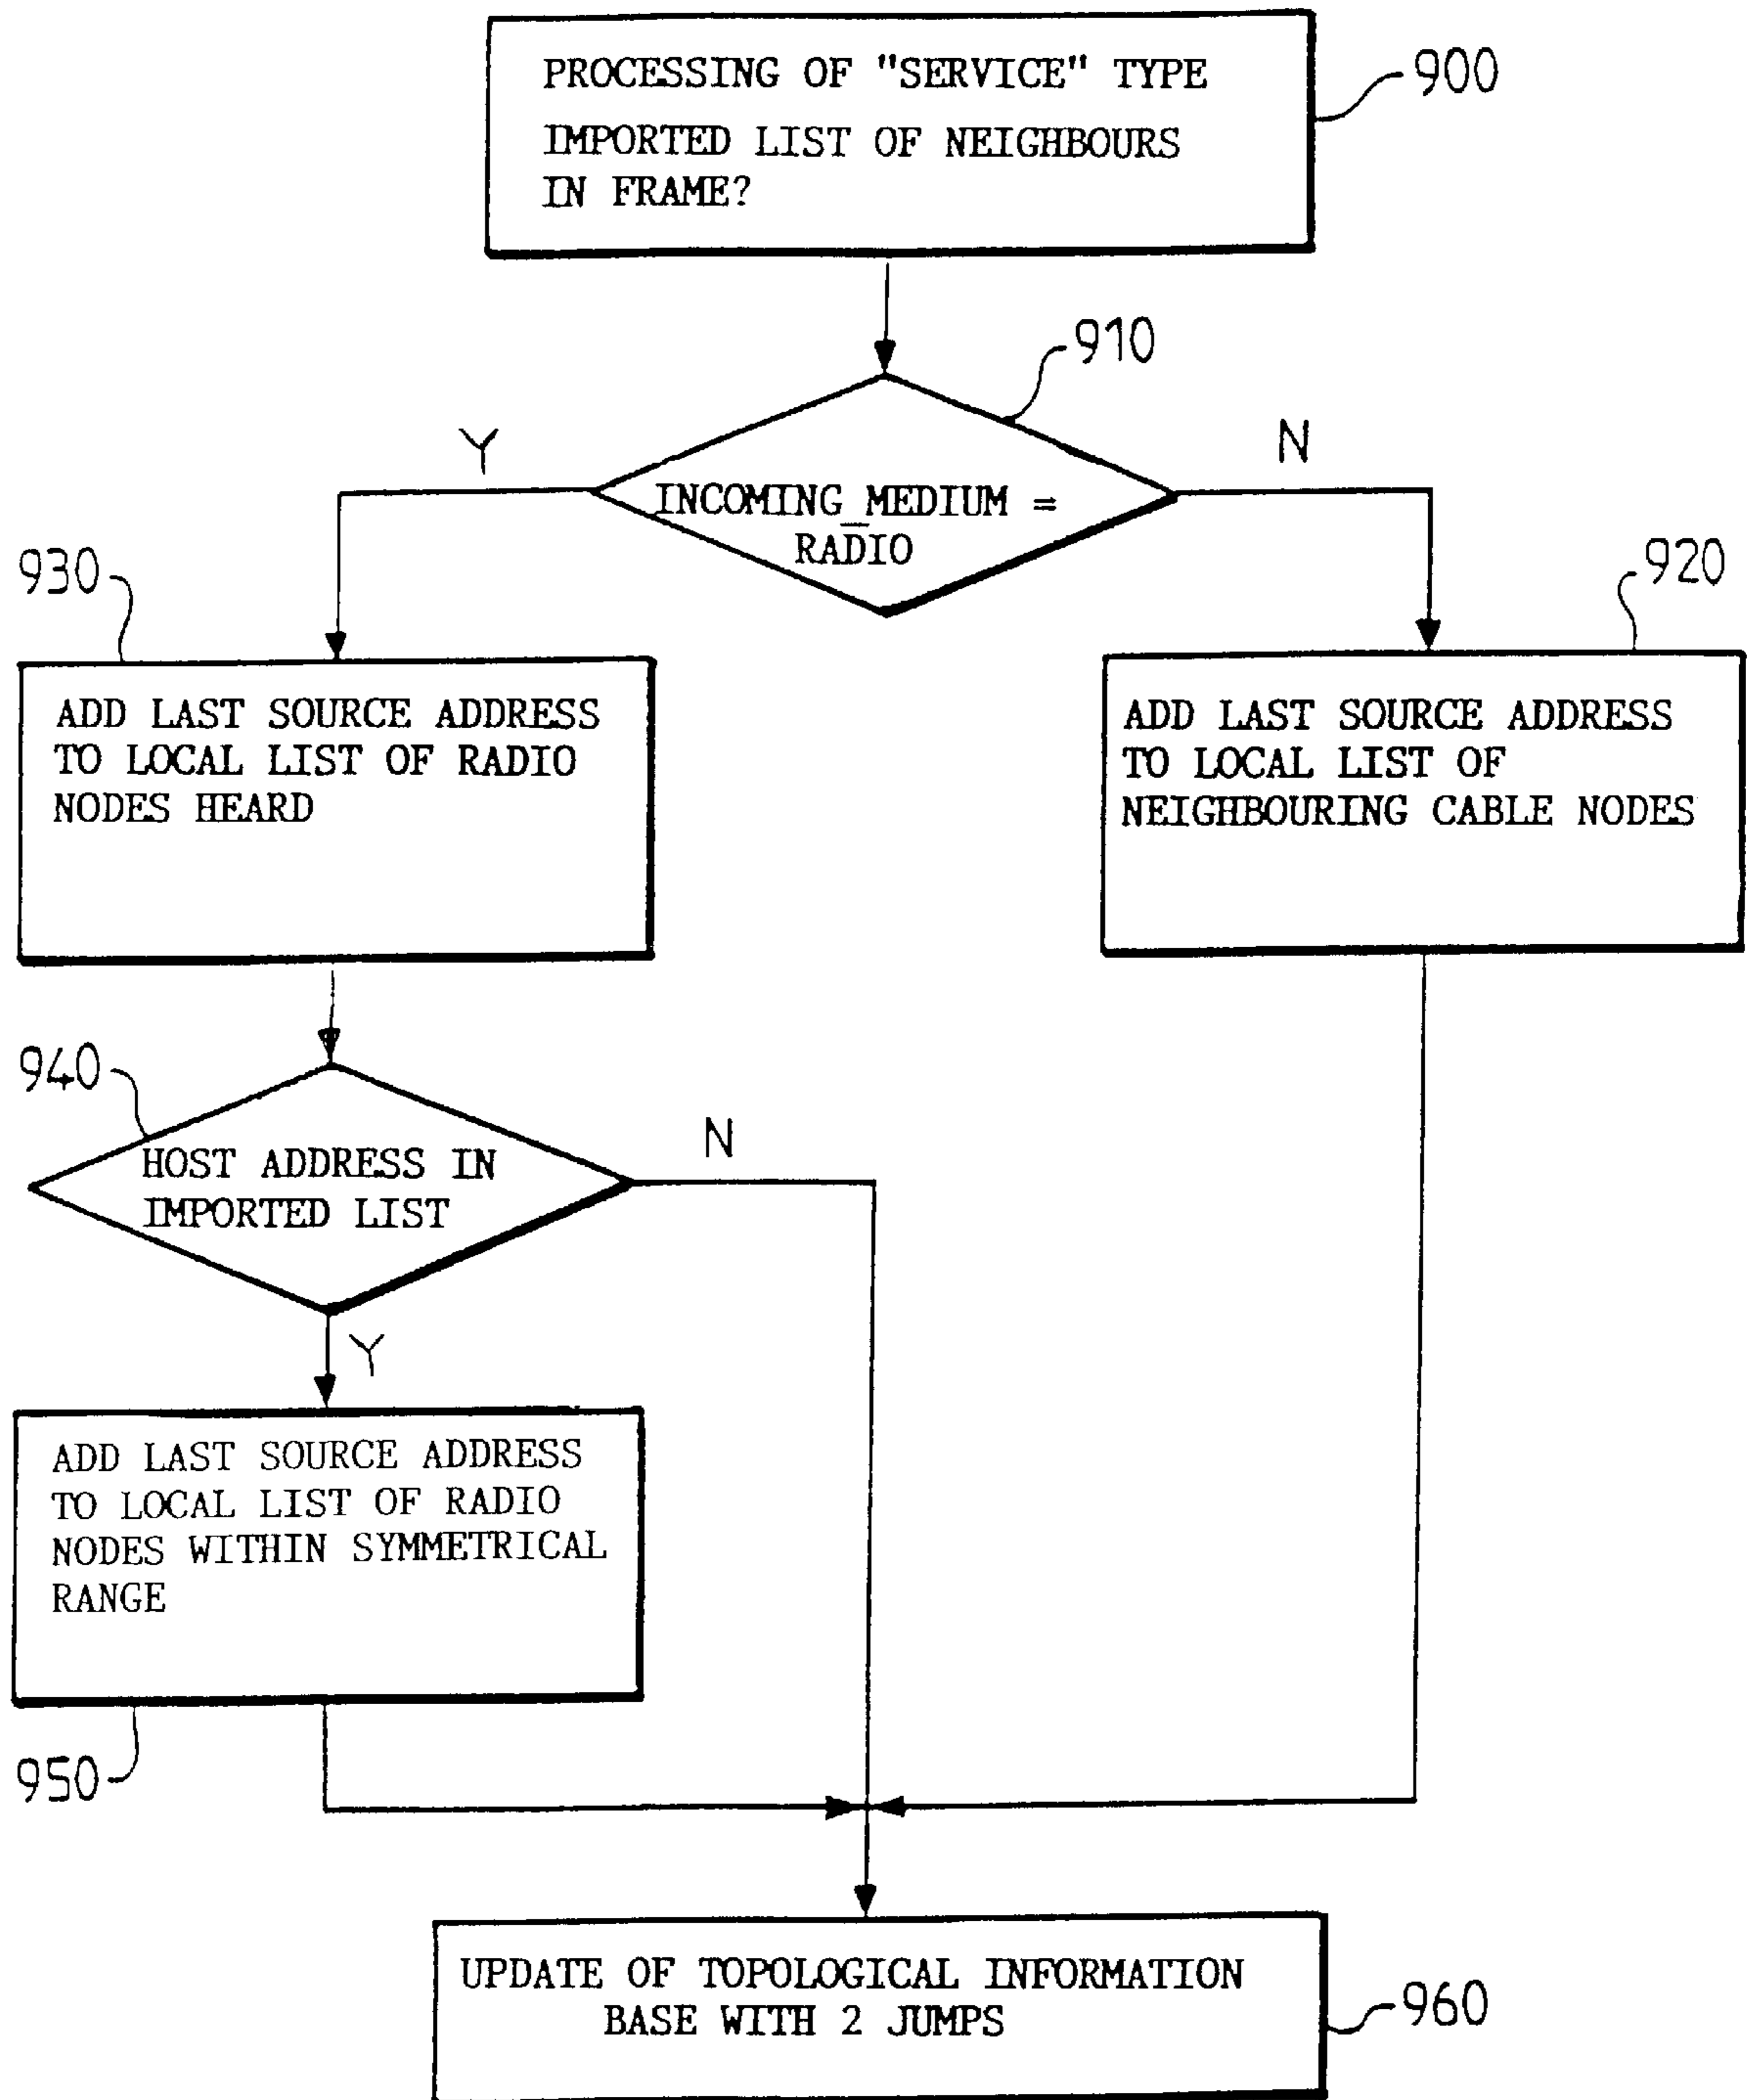 PROCESSING OF "SERVICE" TYPE
IMPORTED LIST OF NEIGHBOURS
IN FRAME?
900
910
Y
N
INCOMING_MEDIUM =
RADIO
930
920
ADD LAST SOURCE ADDRESS
TO LOCAL LIST OF RADIO
NODES HEARD
ADD LAST SOURCE ADDRESS
TO LOCAL LIST OF
NEIGHBOURING CABLE NODES
940
N
HOST ADDRESS IN
IMPORTED LIST
Y
ADD LAST SOURCE ADDRESS
TO LOCAL LIST OF RADIO
NODES WITHIN SYMMETRICAL
RANGE
950
UPDATE OF TOPOLOGICAL INFORMATION
BASE WITH 2 JUMPS
960